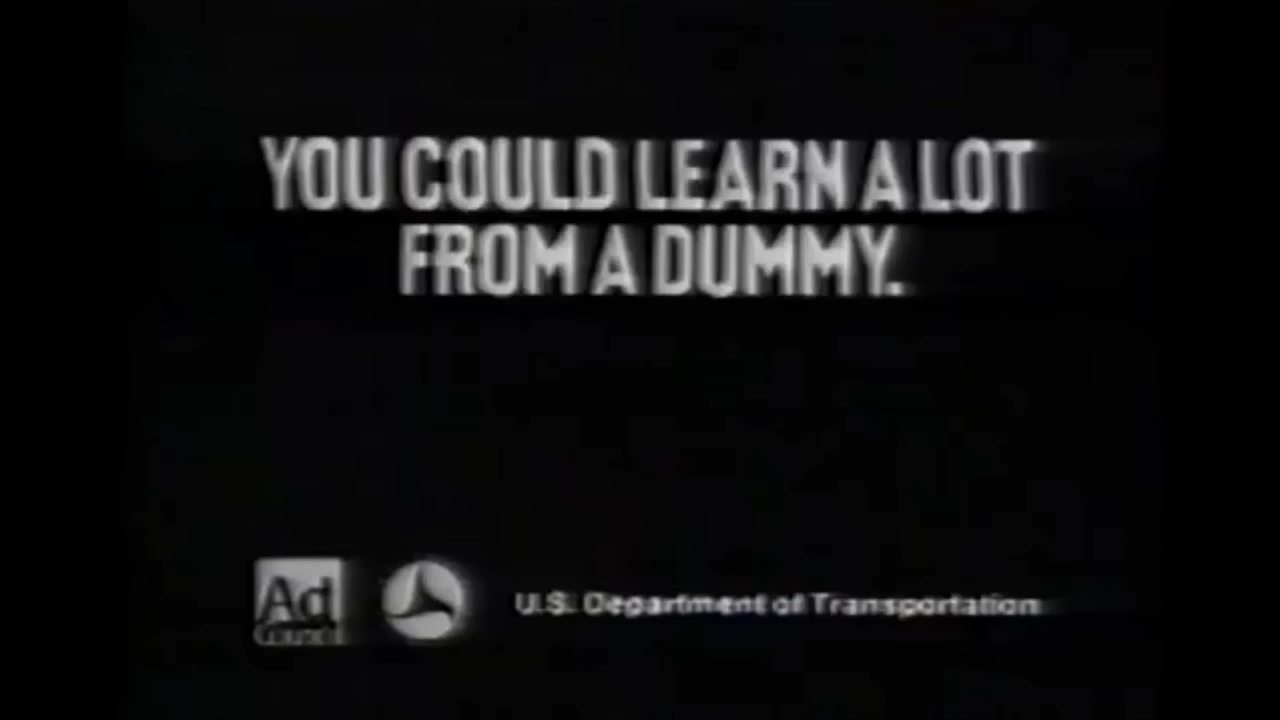 YOU COULD LEARN A LOT
FROM A DUMMY.
Ad
Council
U.S. Department of Transportation